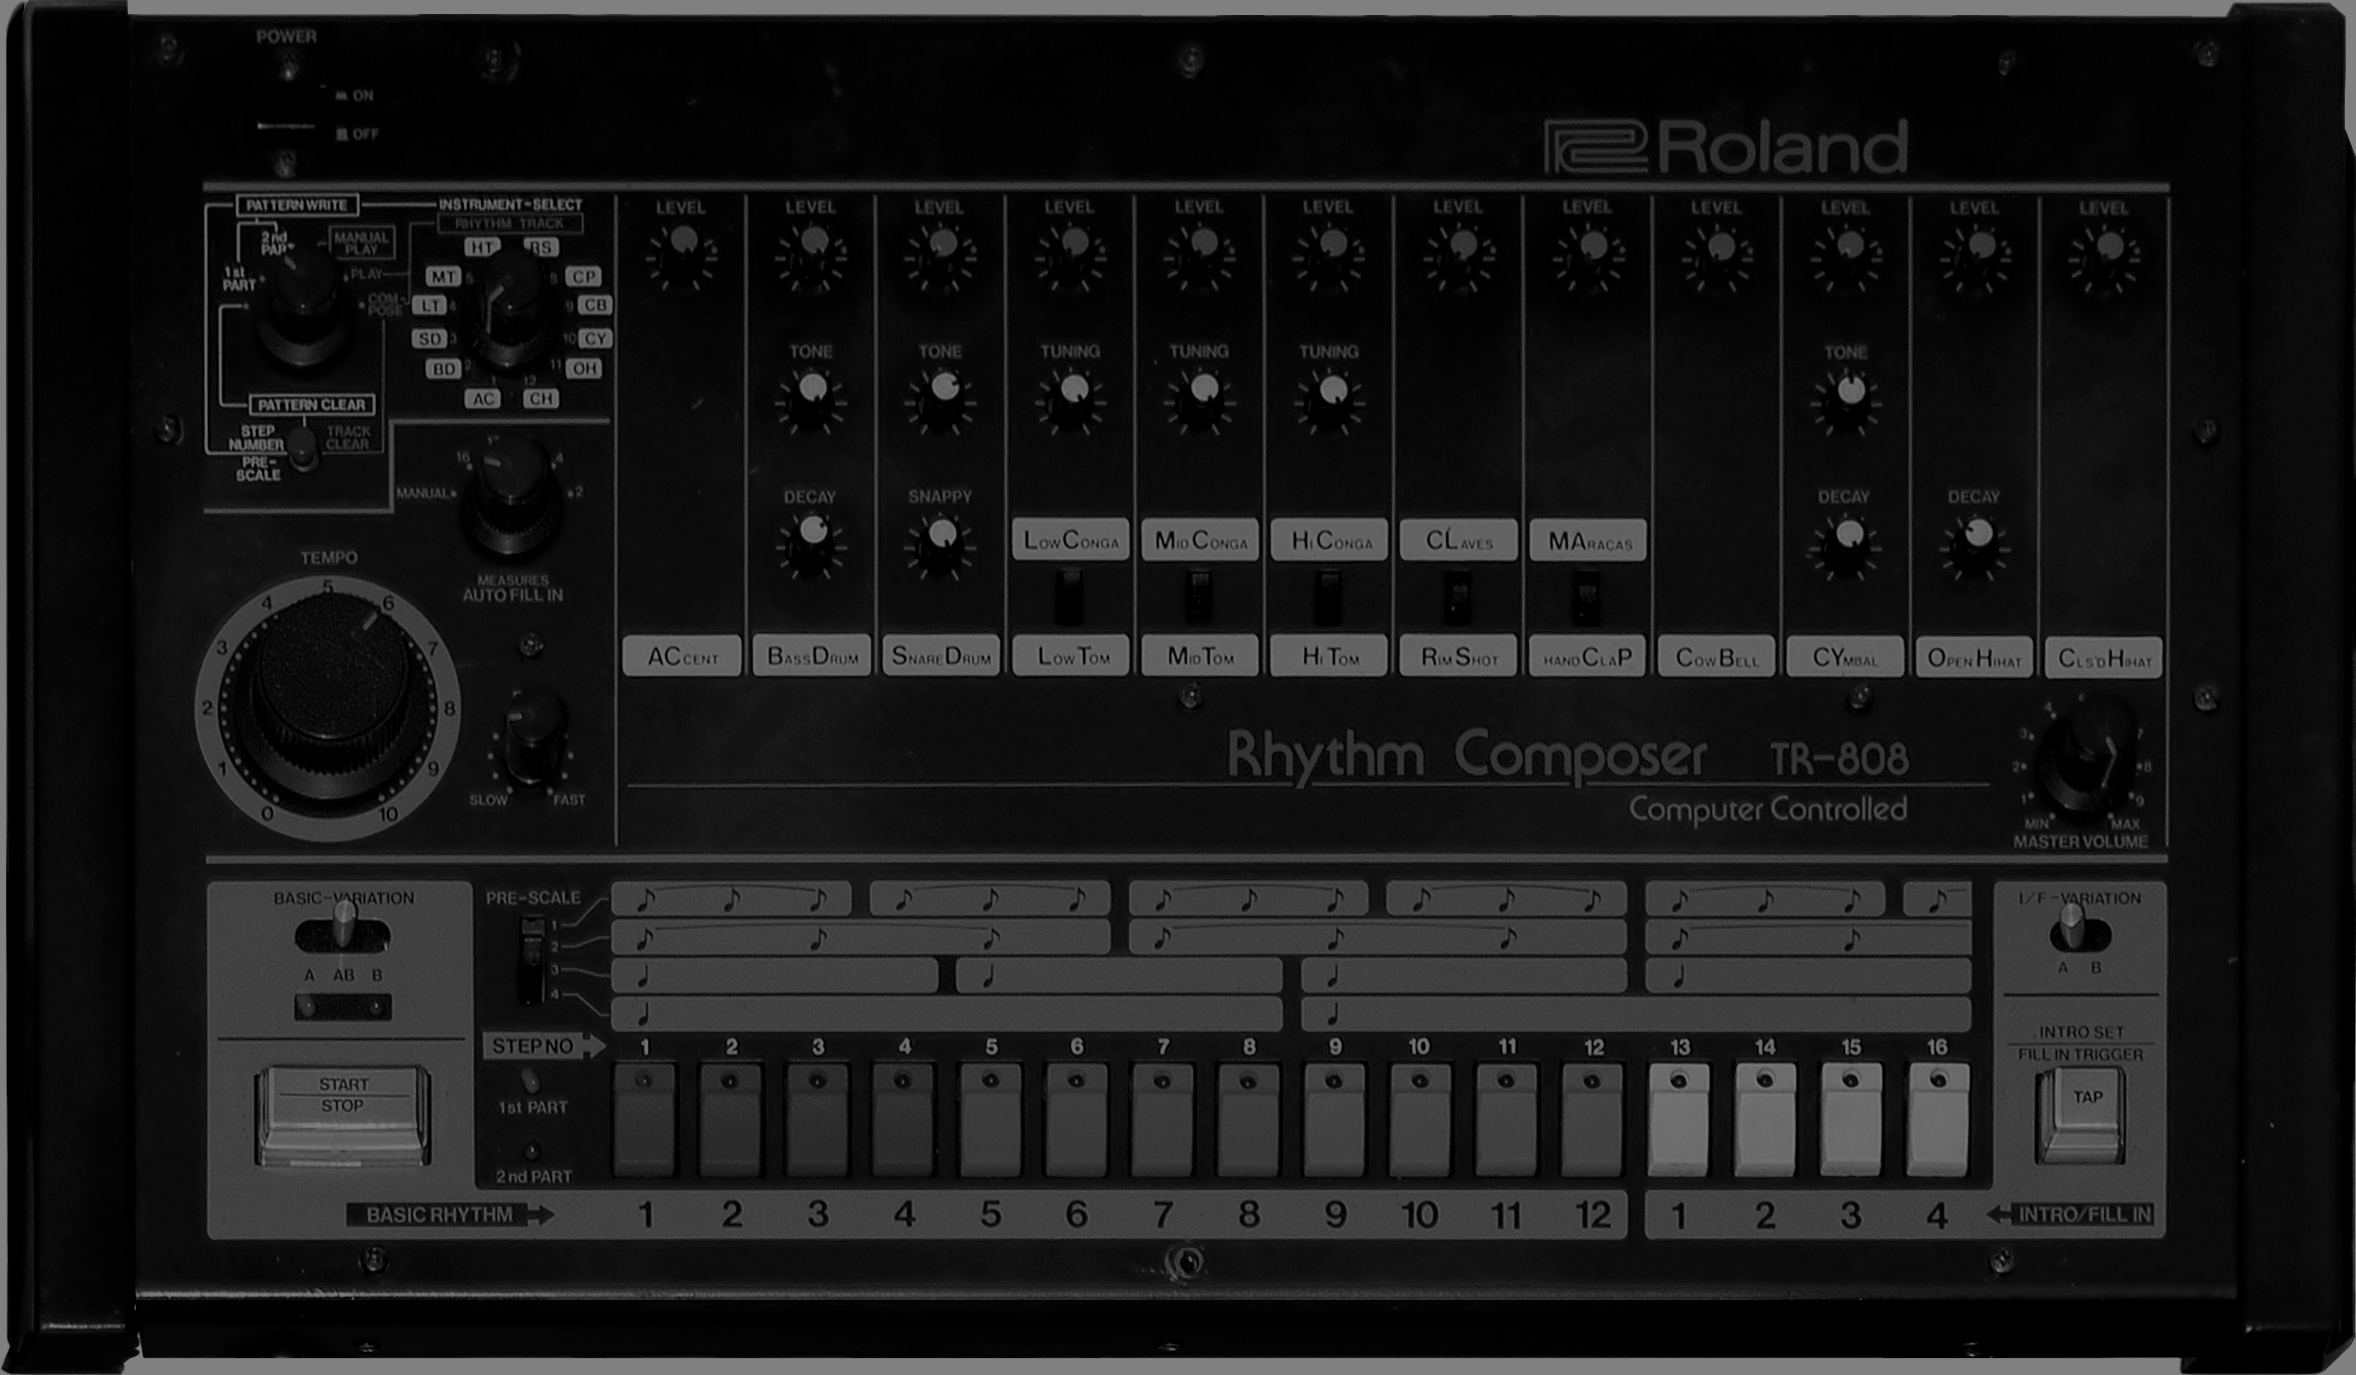 POWER
ON
OFF
Roland
PATTERN WRITE
INSTRUMENT-SELECT
RHYTHM TRACK
2nd
PART
MANUAL
PLAY
1st
PART
PLAY
COM-
POSE
HT
RS
MT
5
8
CP
LT
4
9
CB
SD
3
10
CY
BD
2
11
OH
1
12
AC
CH
PATTERN CLEAR
STEP
NUMBER
TRACK
CLEAR
PRE-
SCALE
16
4
MANUAL
2
MEASURES
AUTO FILL IN
LEVEL LEVEL LEVEL LEVEL LEVEL LEVEL LEVEL LEVEL LEVEL LEVEL LEVEL LEVEL
TONE TONE TUNING TUNING TUNING TONE
DECAY SNAPPY DECAY DECAY
LOWCONGA MIDCONGA HICONGA CLAVES MARACAS
ACCENT BASSDRUM SNAREDRUM LOWTOM MIDTOM HITOM RIMSHOT HANDCLAP COWBELL CYMBAL OPENHIHAT CLS'DHIHAT
TEMPO
0 1 2 3 4 5 6 7 8 9 10
SLOW FAST
Rhythm Composer TR-808
Computer Controlled
1 2 3 4 7 8 9
MIN MAX
MASTER VOLUME
BASIC-VARIATION
A AB B
PRE-SCALE
1
2
3
4
I/F-VARIATION
A B
STEP NO 1 2 3 4 5 6 7 8 9 10 11 12 13 14 15 16
START
STOP
1st PART
2nd PART
INTRO SET
FILL IN TRIGGER
TAP
BASIC RHYTHM 1 2 3 4 5 6 7 8 9 10 11 12 1 2 3 4 INTRO/FILL IN